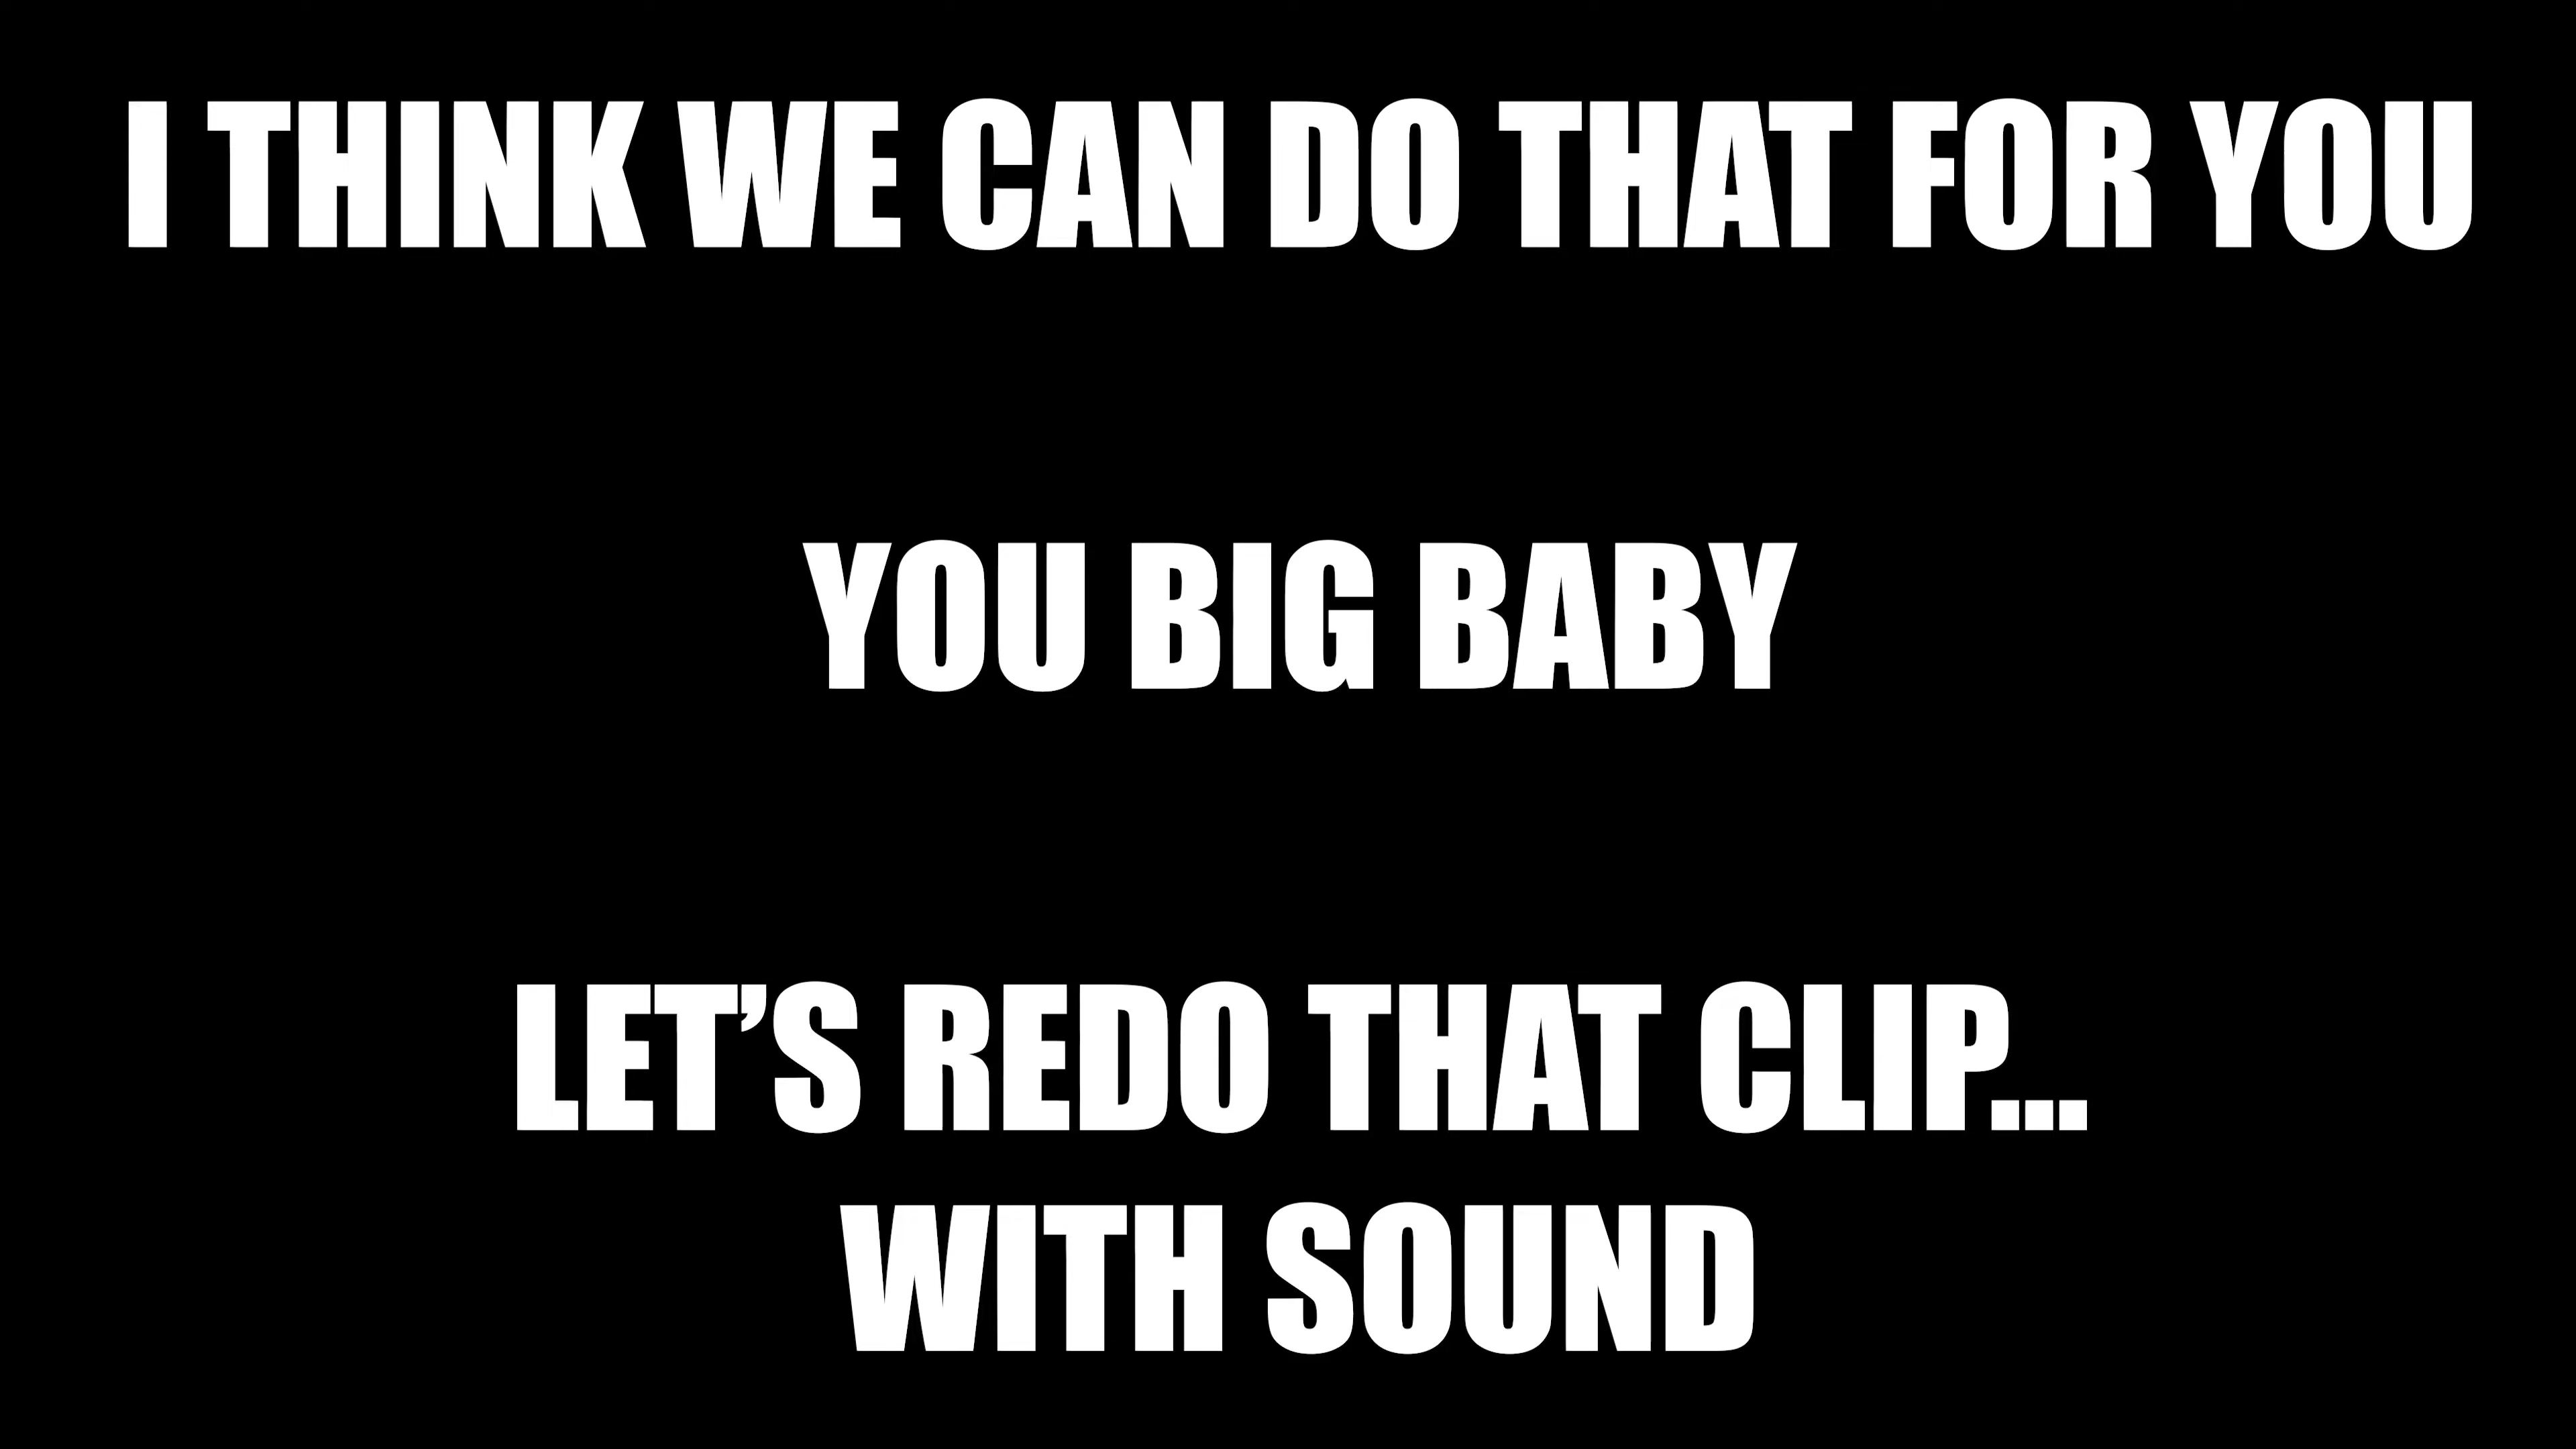 I THINK WE CAN DO THAT FOR YOU
YOU BIG BABY
LET’S REDO THAT CLIP...
WITH SOUND